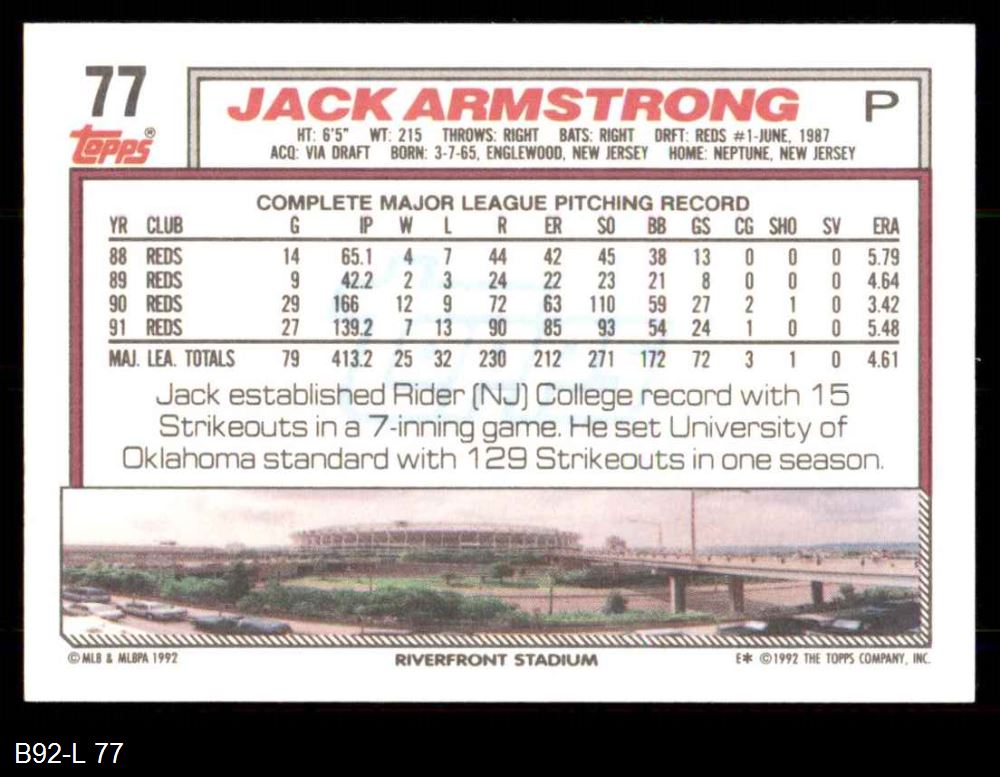 77
Topps®
JACK ARMSTRONG P
HT: 6'5" WT: 215 THROWS: RIGHT BATS: RIGHT DRFT: REDS #1-JUNE, 1987
ACQ: VIA DRAFT BORN: 3-7-65, ENGLEWOOD, NEW JERSEY HOME: NEPTUNE, NEW JERSEY
COMPLETE MAJOR LEAGUE PITCHING RECORD
YR CLUB G IP W L R ER SO BB GS CG SHO SV ERA
88 REDS 14 65.1 4 7 44 42 45 38 13 0 0 0 5.79
89 REDS 9 42.2 2 3 24 22 23 21 8 0 0 0 4.64
90 REDS 29 166 12 9 72 63 110 59 27 2 1 0 3.42
91 REDS 27 139.2 7 13 90 85 93 54 24 1 0 0 5.48
MAJ. LEA. TOTALS 79 413.2 25 32 230 212 271 172 72 3 1 0 4.61
Jack established Rider (NJ) College record with 15
Strikeouts in a 7-inning game. He set University of
Oklahoma standard with 129 Strikeouts in one season.
© MLB & MLBPA 1992 RIVERFRONT STADIUM E* ©1992 THE TOPPS COMPANY, INC.
B92-L 77